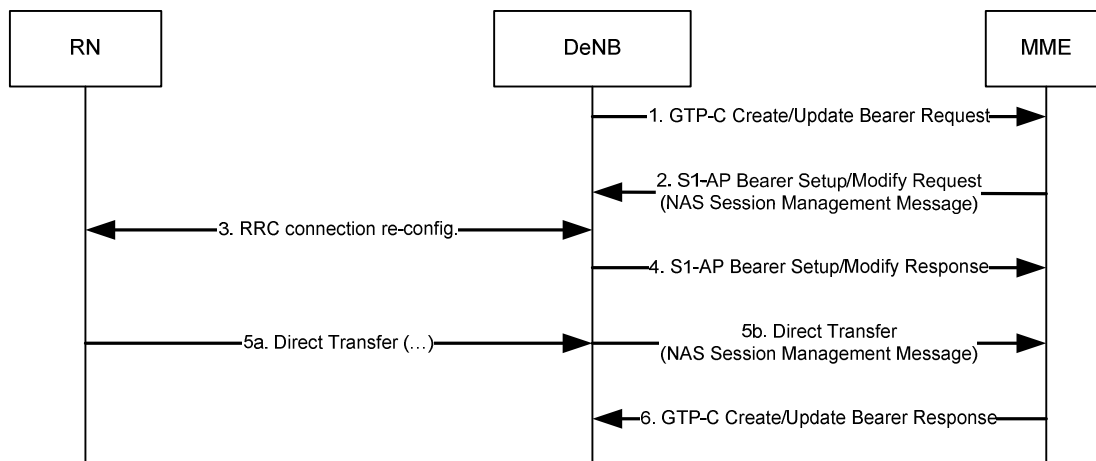 RN
DeNB
MME
1. GTP-C Create/Update Bearer Request
2. S1-AP Bearer Setup/Modify Request
(NAS Session Management Message)
3. RRC connection re-config.
4. S1-AP Bearer Setup/Modify Response
5a. Direct Transfer (…)
5b. Direct Transfer
(NAS Session Management Message)
6. GTP-C Create/Update Bearer Response